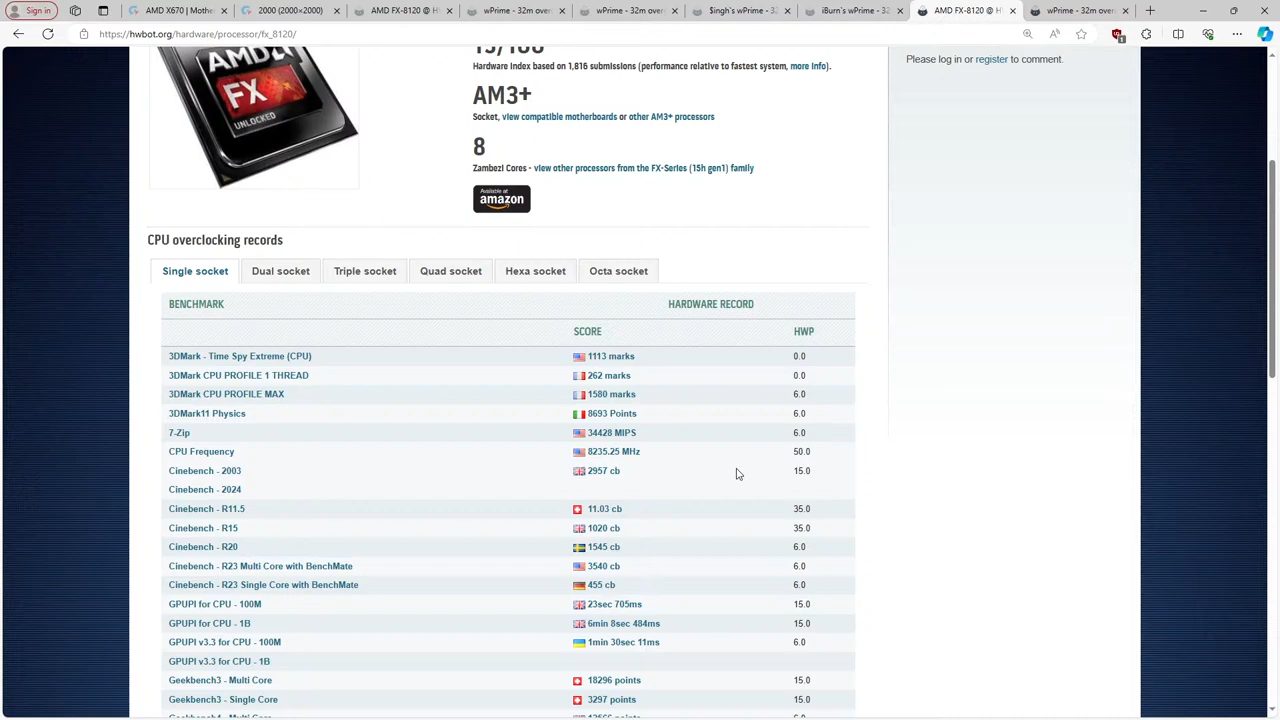 Sign in
AMD X670 | Mother
2000 (2000×2000)
AMD FX-8120 @ H
wPrime - 32m over
wPrime - 32m over
SinglePrime - 32m
iBurn's wPrime - 32
AMD FX-8120 @ H
wPrime - 32m over
https://hwbot.org/hardware/processor/fx_8120/
1
AMD
FX
UNLOCKED
Hardware Index based on 1,816 submissions (performance relative to fastest system, more info).
Please log in or register to comment.
AM3+
Socket, view compatible motherboards or other AM3+ processors
8
Zambezi Cores - view other processors from the FX-Series (15h gen1) family
Available at
amazon
CPU overclocking records
Single socket Dual socket Triple socket Quad socket Hexa socket Octa socket
BENCHMARK HARDWARE RECORD
SCORE HWP
3DMark - Time Spy Extreme (CPU) 1113 marks 0.0
3DMark CPU PROFILE 1 THREAD 262 marks 0.0
3DMark CPU PROFILE MAX 1580 marks 6.0
3DMark11 Physics 8693 Points 6.0
7-Zip 34428 MIPS 6.0
CPU Frequency 8235.25 MHz 50.0
Cinebench - 2003 2957 cb 15.0
Cinebench - 2024
Cinebench - R11.5 11.03 cb 35.0
Cinebench - R15 1020 cb 35.0
Cinebench - R20 1545 cb 6.0
Cinebench - R23 Multi Core with BenchMate 3540 cb 6.0
Cinebench - R23 Single Core with BenchMate 455 cb 6.0
GPUPI for CPU - 100M 23sec 705ms 15.0
GPUPI for CPU - 1B 6min 8sec 484ms 15.0
GPUPI v3.3 for CPU - 100M 1min 30sec 11ms 6.0
GPUPI v3.3 for CPU - 1B
Geekbench3 - Multi Core 18296 points 15.0
Geekbench3 - Single Core 3297 points 15.0